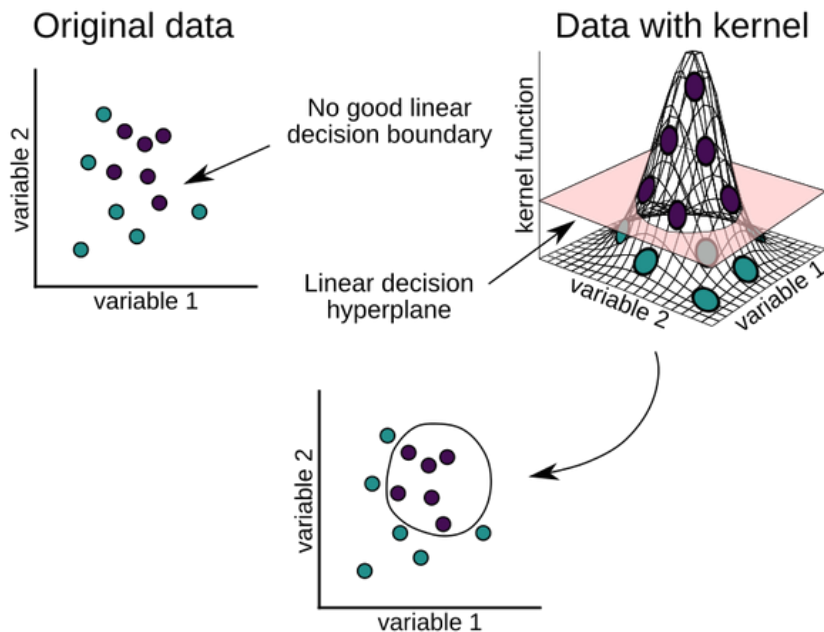 Original data
Data with kernel
No good linear
decision boundary
variable 2
variable 1
kernel function
variable 2
variable 1
Linear decision
hyperplane
variable 2
variable 1